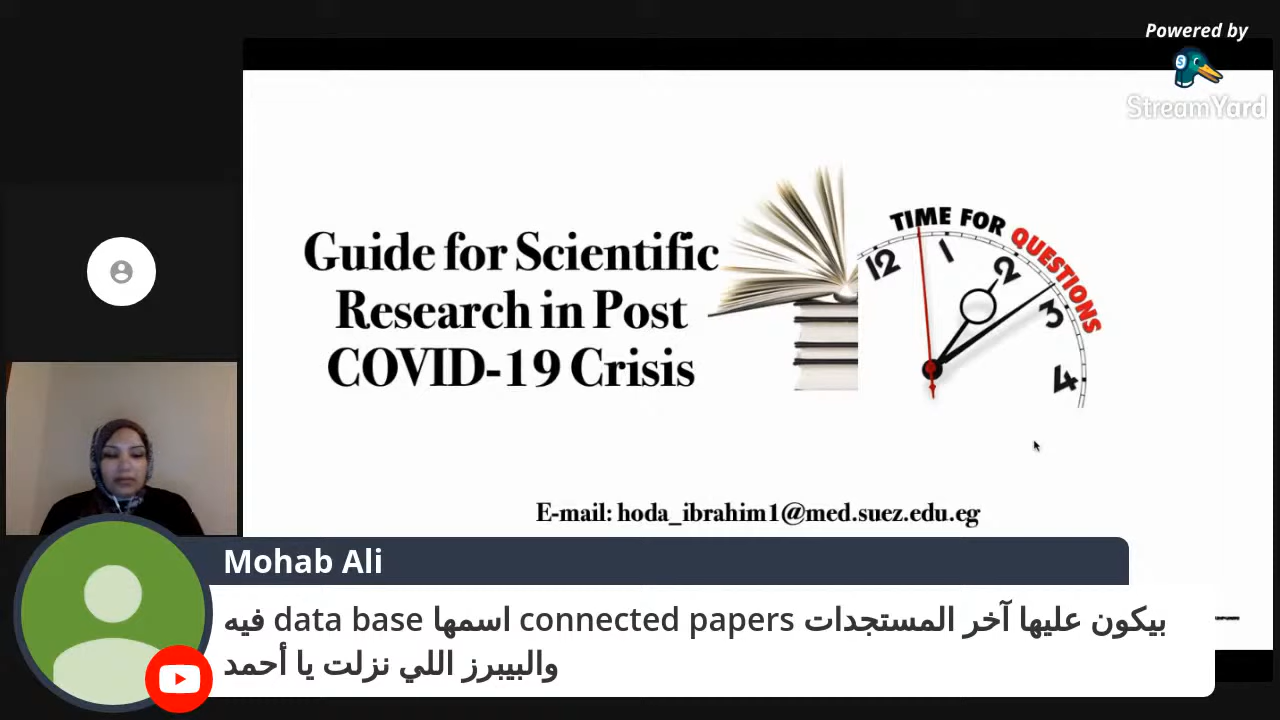 Powered by
StreamYard
Guide for Scientific
Research in Post
COVID-19 Crisis
TIME FOR QUESTIONS
12
1
2
3
4
E-mail: hoda_ibrahim1@med.suez.edu.eg
Mohab Ali
فيه data base اسمها connected papers بيكون عليها آخر المستجدات
والبيبرز اللي نزلت يا أحمد